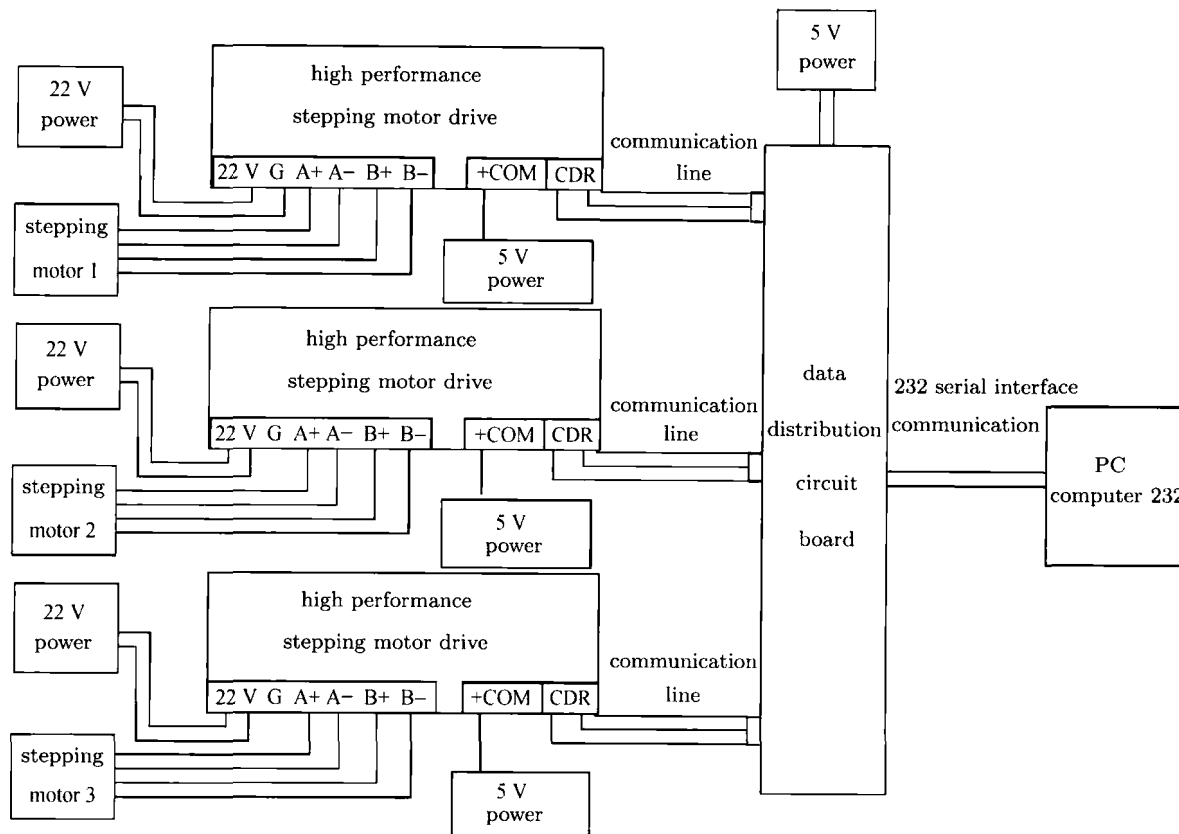 5 V
power
22 V
power
high performance
stepping motor drive
22 V G A+ A− B+ B−
+COM
CDR
communication
line
stepping
motor 1
5 V
power
22 V
power
high performance
stepping motor drive
22 V G A+ A− B+ B−
+COM
CDR
communication
line
stepping
motor 2
5 V
power
data
distribution
circuit
board
232 serial interface
communication
PC
computer 232
22 V
power
high performance
stepping motor drive
22 V G A+ A− B+ B−
+COM
CDR
communication
line
stepping
motor 3
5 V
power